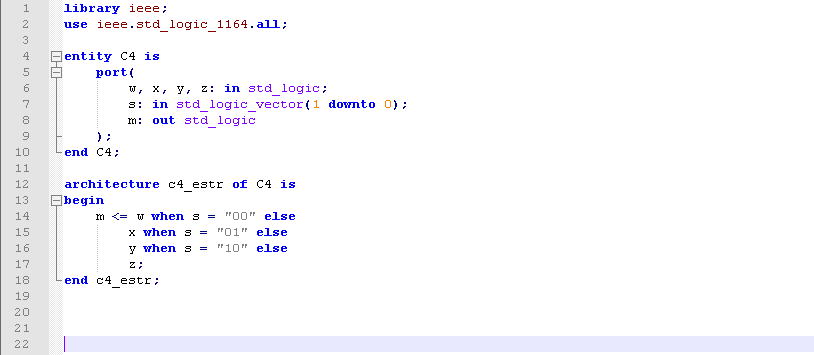 1 library ieee;
2 use ieee.std_logic_1164.all;
3
4 entity C4 is
5     port(
6         w, x, y, z: in std_logic;
7         s: in std_logic_vector(1 downto 0);
8         m: out std_logic
9     );
10 end C4;
11
12 architecture c4_estr of C4 is
13 begin
14     m <= w when s = "00" else
15         x when s = "01" else
16         y when s = "10" else
17         z;
18 end c4_estr;
19
20
21
22